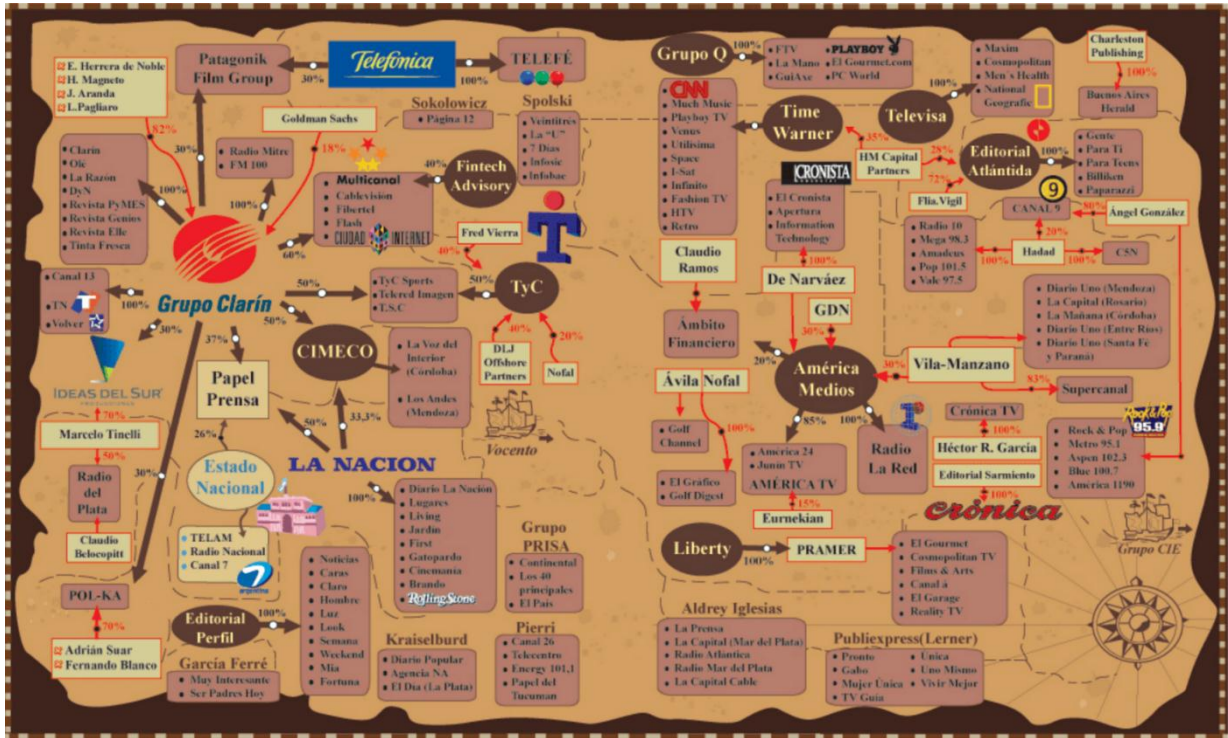 E. Herrera de Noble
H. Magneto
J. Aranda
L.Pagliaro
82%
Patagonik
Film Group
30%
Telefónica
100%
TELEFÉ
Goldman Sachs
18%
30%
Clarín
Olé
La Razón
DyN
Revista PyMES
Revista Genios
Revista Elle
Tinta Fresca
100%
Radio Mitre
FM 100
100%
Sokolowicz
Página 12
Spolski
Veintitrés
La "U"
7 Días
Infosic
Infobae
Multicanal
Cablevisión
Fibertel
Flash
CIUDAD INTERNET
60%
40%
Fintech
Advisory
Fred Vierra
40%
Canal 13
TN
Volver
100%
Grupo Clarín
50%
TyC Sports
Telered Imagen
T.S.C
50%
TyC
DLJ
Offshore
Partners
40%
Nofal
20%
30%
IDEAS DEL SUR
70%
Marcelo Tinelli
50%
Radio
del
Plata
Claudio
Belocopitt
37%
Papel
Prensa
50%
CIMECO
La Voz del
Interior
(Córdoba)
Los Andes
(Mendoza)
33,3%
50%
26%
Estado
Nacional
LA NACION
100%
Diario La Nación
Lugares
Living
Jardín
First
Gatopardo
Cinemanía
Brando
RollingStone
TELAM
Radio Nacional
Canal 7
argentina
30%
POL-KA
70%
Adrián Suar
Fernando Blanco
Editorial
Perfil
100%
Noticias
Caras
Claro
Hombre
Luz
Look
Semana
Weekend
Mia
Fortuna
García Ferré
Muy Interesante
Ser Padres Hoy
Kraiselburd
Diario Popular
Agencia NA
El Día (La Plata)
Vocento
Grupo
PRISA
Continental
Los 40
principales
El País
Pierri
Canal 26
Telecentro
Energy 101,1
Papel del
Tucuman
Grupo Q
100%
FTV
La Mano
GuiAxe
PLAYBOY
El Gourmet.com
PC World
CNN
Much Music
Playboy TV
Venus
Utilísima
Space
I-Sat
Infinito
Fashion TV
HTV
Retro
Time
Warner
35%
HM Capital
Partners
28%
Televisa
100%
Maxim
Cosmopolitan
Men´s Health
National
Geografic
Charleston
Publishing
100%
Buenos Aires
Herald
Editorial
Atlántida
72%
Flia.Vigil
100%
Gente
Para Ti
Para Teens
Billiken
Paparazzi
9
CANAL 9
80%
Ángel González
20%
Hadad
100%
100%
C5N
Radio 10
Mega 98.3
Amadeus
Pop 101.5
Vale 97.5
CRONISTA
El Cronista
Apertura
Information
Technology
100%
De Narváez
Claudio
Ramos
Ámbito
Financiero
GDN
30%
20%
América
Medios
30%
Vila-Manzano
Diario Uno (Mendoza)
La Capital (Rosario)
La Mañana (Córdoba)
Diario Uno (Entre Ríos)
Diario Uno (Santa Fé
y Paraná)
83%
Supercanal
Ávila Nofal
Golf
Channel
100%
El Gráfico
Golf Digest
85%
América 24
Junín TV
AMÉRICA TV
15%
Eurnekian
100%
Radio
La Red
Crónica TV
100%
Héctor R. García
Editorial Sarmiento
100%
Crónica
Rock&Pop
95.9
Rock & Pop
Metro 95.1
Aspen 102.3
Blue 100.7
América 1190
Grupo CIE
Liberty
100%
PRAMER
El Gourmet
Cosmopolitan TV
Films & Arts
Canal á
El Garage
Reality TV
Aldrey Iglesias
La Prensa
La Capital (Mar del Plata)
Radio Atlántica
Radio Mar del Plata
La Capital Cable
Publiexpress(Lerner)
Pronto
Gabo
Mujer Única
TV Guía
Única
Uno Mismo
Vivir Mejor